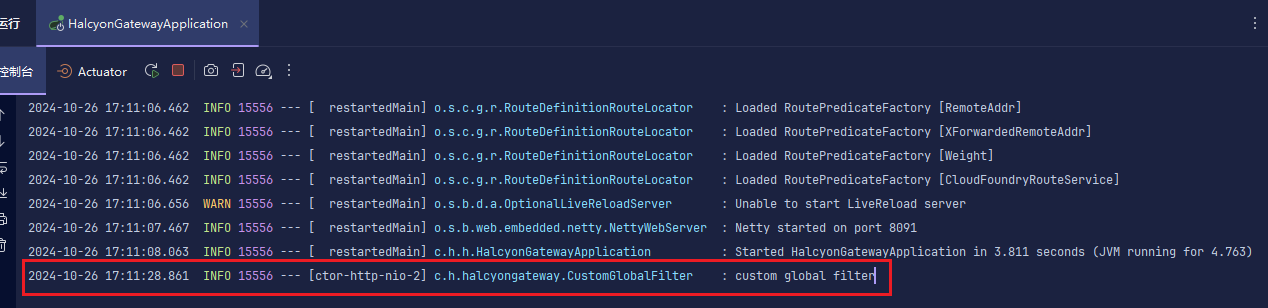 运行
HalcyonGatewayApplication
控制台
Actuator
2024-10-26 17:11:06.462  INFO 15556 --- [  restartedMain] o.s.c.g.r.RouteDefinitionRouteLocator    : Loaded RoutePredicateFactory [RemoteAddr]
2024-10-26 17:11:06.462  INFO 15556 --- [  restartedMain] o.s.c.g.r.RouteDefinitionRouteLocator    : Loaded RoutePredicateFactory [XForwardedRemoteAddr]
2024-10-26 17:11:06.462  INFO 15556 --- [  restartedMain] o.s.c.g.r.RouteDefinitionRouteLocator    : Loaded RoutePredicateFactory [Weight]
2024-10-26 17:11:06.462  INFO 15556 --- [  restartedMain] o.s.c.g.r.RouteDefinitionRouteLocator    : Loaded RoutePredicateFactory [CloudFoundryRouteService]
2024-10-26 17:11:06.656  WARN 15556 --- [  restartedMain] o.s.b.d.a.OptionalLiveReloadServer       : Unable to start LiveReload server
2024-10-26 17:11:07.467  INFO 15556 --- [  restartedMain] o.s.b.web.embedded.netty.NettyWebServer  : Netty started on port 8091
2024-10-26 17:11:08.063  INFO 15556 --- [  restartedMain] c.h.h.HalcyonGatewayApplication          : Started HalcyonGatewayApplication in 3.811 seconds (JVM running for 4.763)
2024-10-26 17:11:28.861  INFO 15556 --- [ctor-http-nio-2] c.h.halcyongateway.CustomGlobalFilter    : custom global filter